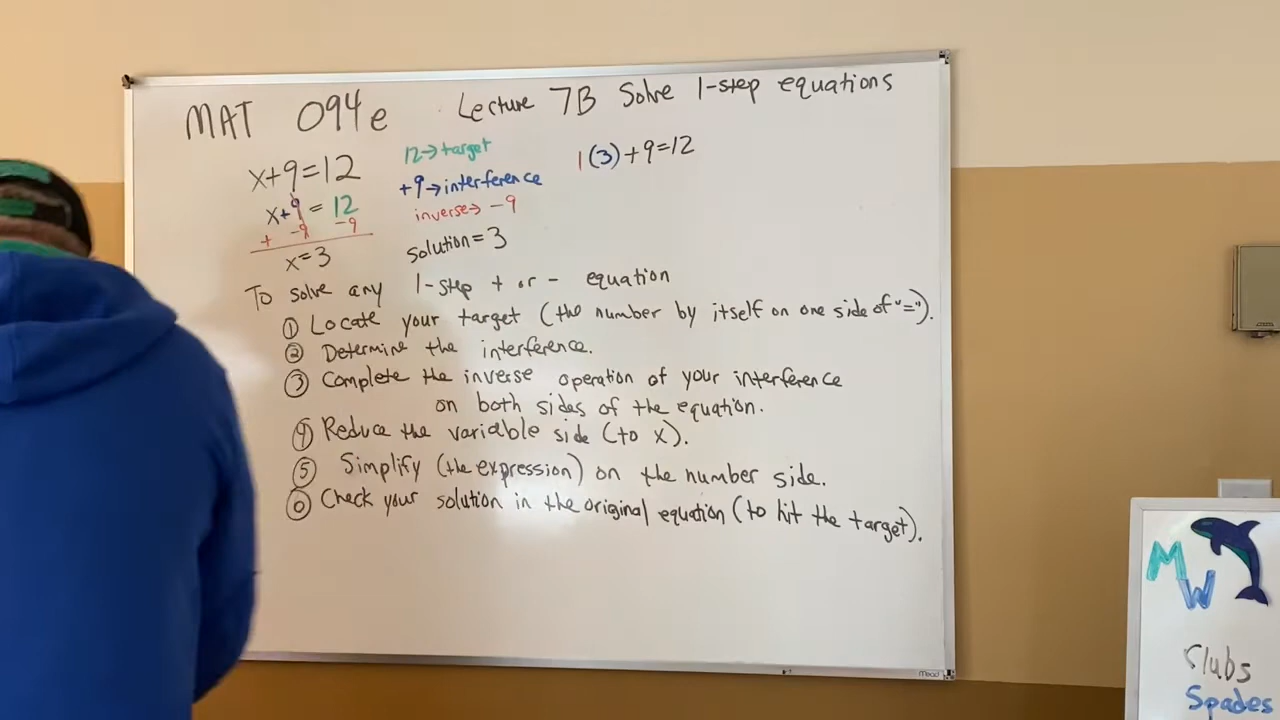 MAT 094e Lecture 7B Solve 1-step equations
x+9=12
12→target
1(3)+9=12
+9→interference
x+9 = 12
inverse→ -9
+ -9 -9
x=3
solution=3
To solve any 1-step + or - equation
① Locate your target (the number by itself on one side of "=").
② Determine the interference.
③ Complete the inverse operation of your interference
on both sides of the equation.
④ Reduce the variable side (to x).
⑤ Simplify (the expression) on the number side.
⑥ Check your solution in the original equation (to hit the target).
Mead
MW
Clubs
Spades